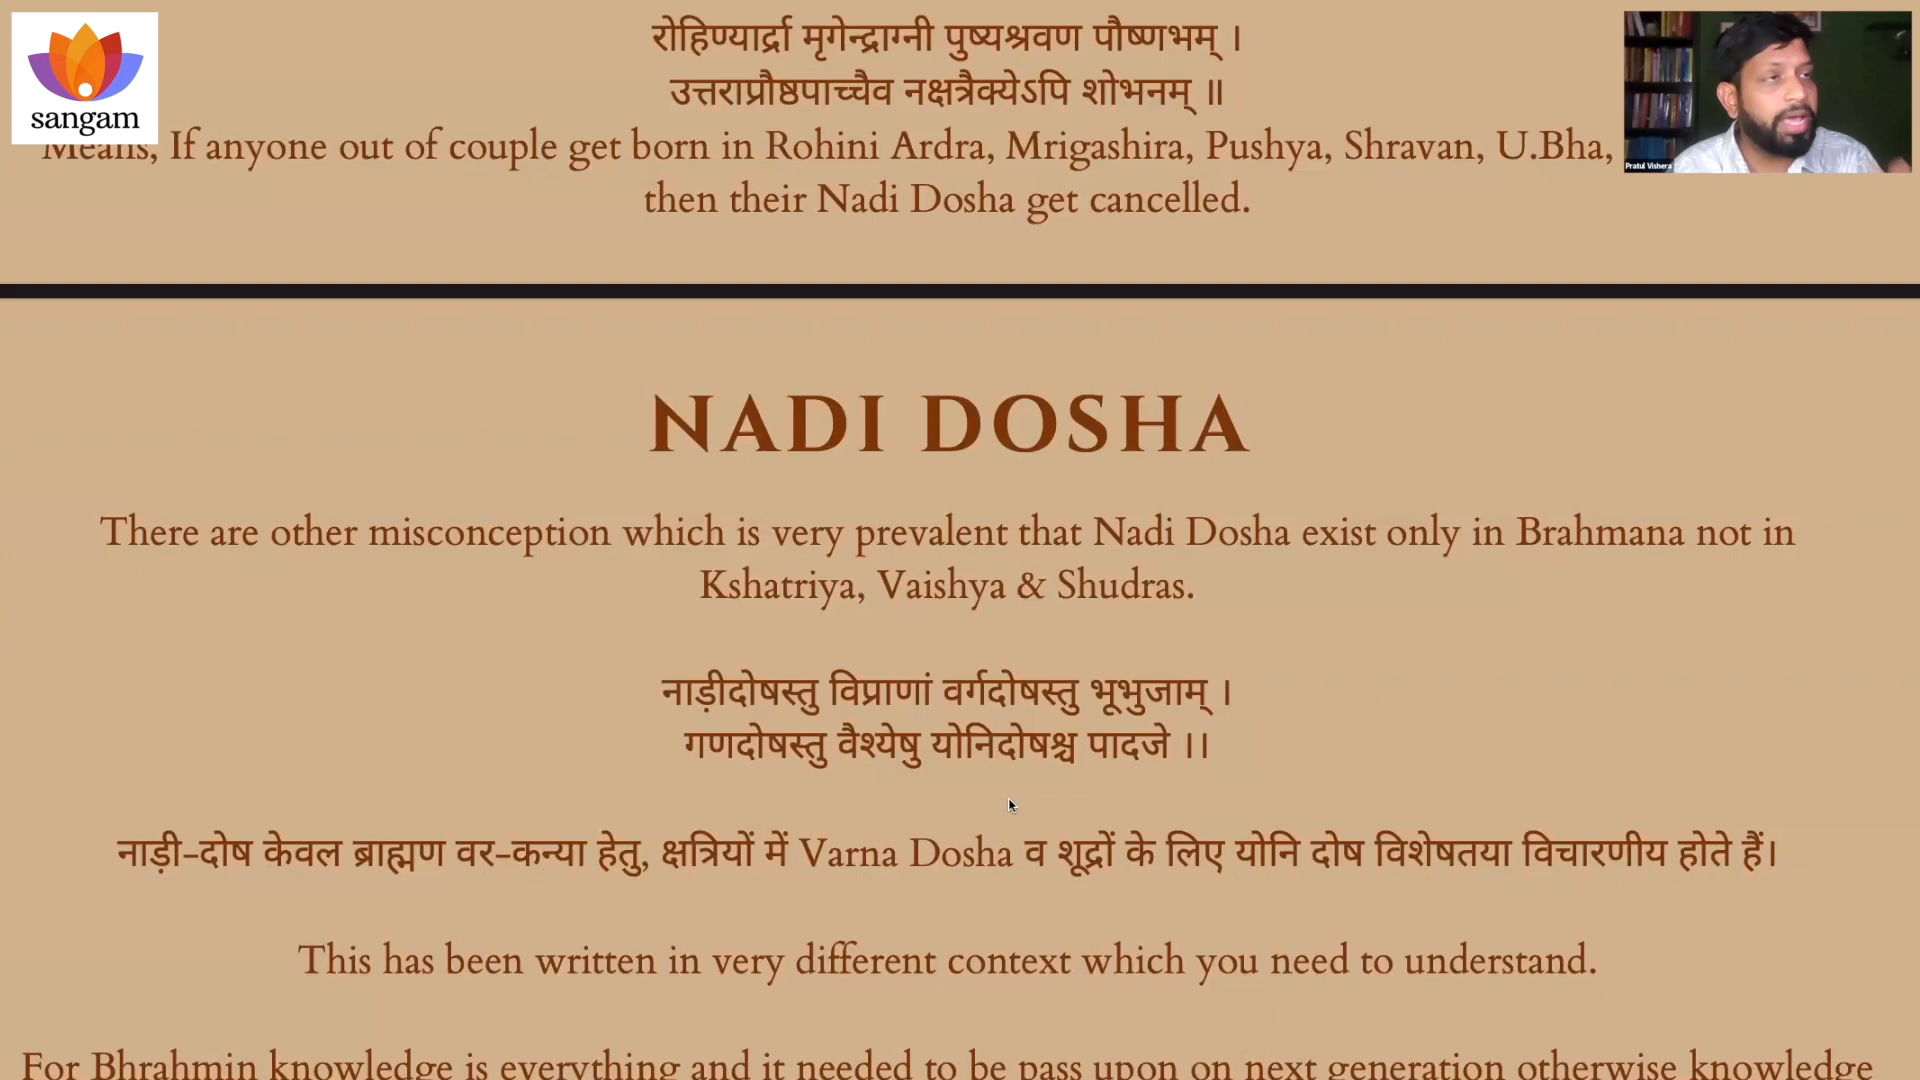 रोहिण्यार्द्रा मृगेन्द्राग्नी पुष्यश्रवण पौष्णभम् ।
उत्तराप्रौष्ठपाच्चैव नक्षत्रैक्येऽपि शोभनम् ॥
sangam
Means, If anyone out of couple get born in Rohini Ardra, Mrigashira, Pushya, Shravan, U.Bha,
Pratul Vishera
then their Nadi Dosha get cancelled.
NADI DOSHA
There are other misconception which is very prevalent that Nadi Dosha exist only in Brahmana not in
Kshatriya, Vaishya & Shudras.
नाड़ीदोषस्तु विप्राणां वर्गदोषस्तु भूभुजाम् ।
गणदोषस्तु वैश्येषु योनिदोषश्च पादजे ।।
नाड़ी-दोष केवल ब्राह्मण वर-कन्या हेतु, क्षत्रियों में Varna Dosha व शूद्रों के लिए योनि दोष विशेषतया विचारणीय होते हैं।
This has been written in very different context which you need to understand.
For Bhrahmin knowledge is everything and it needed to be pass upon on next generation otherwise knowledge